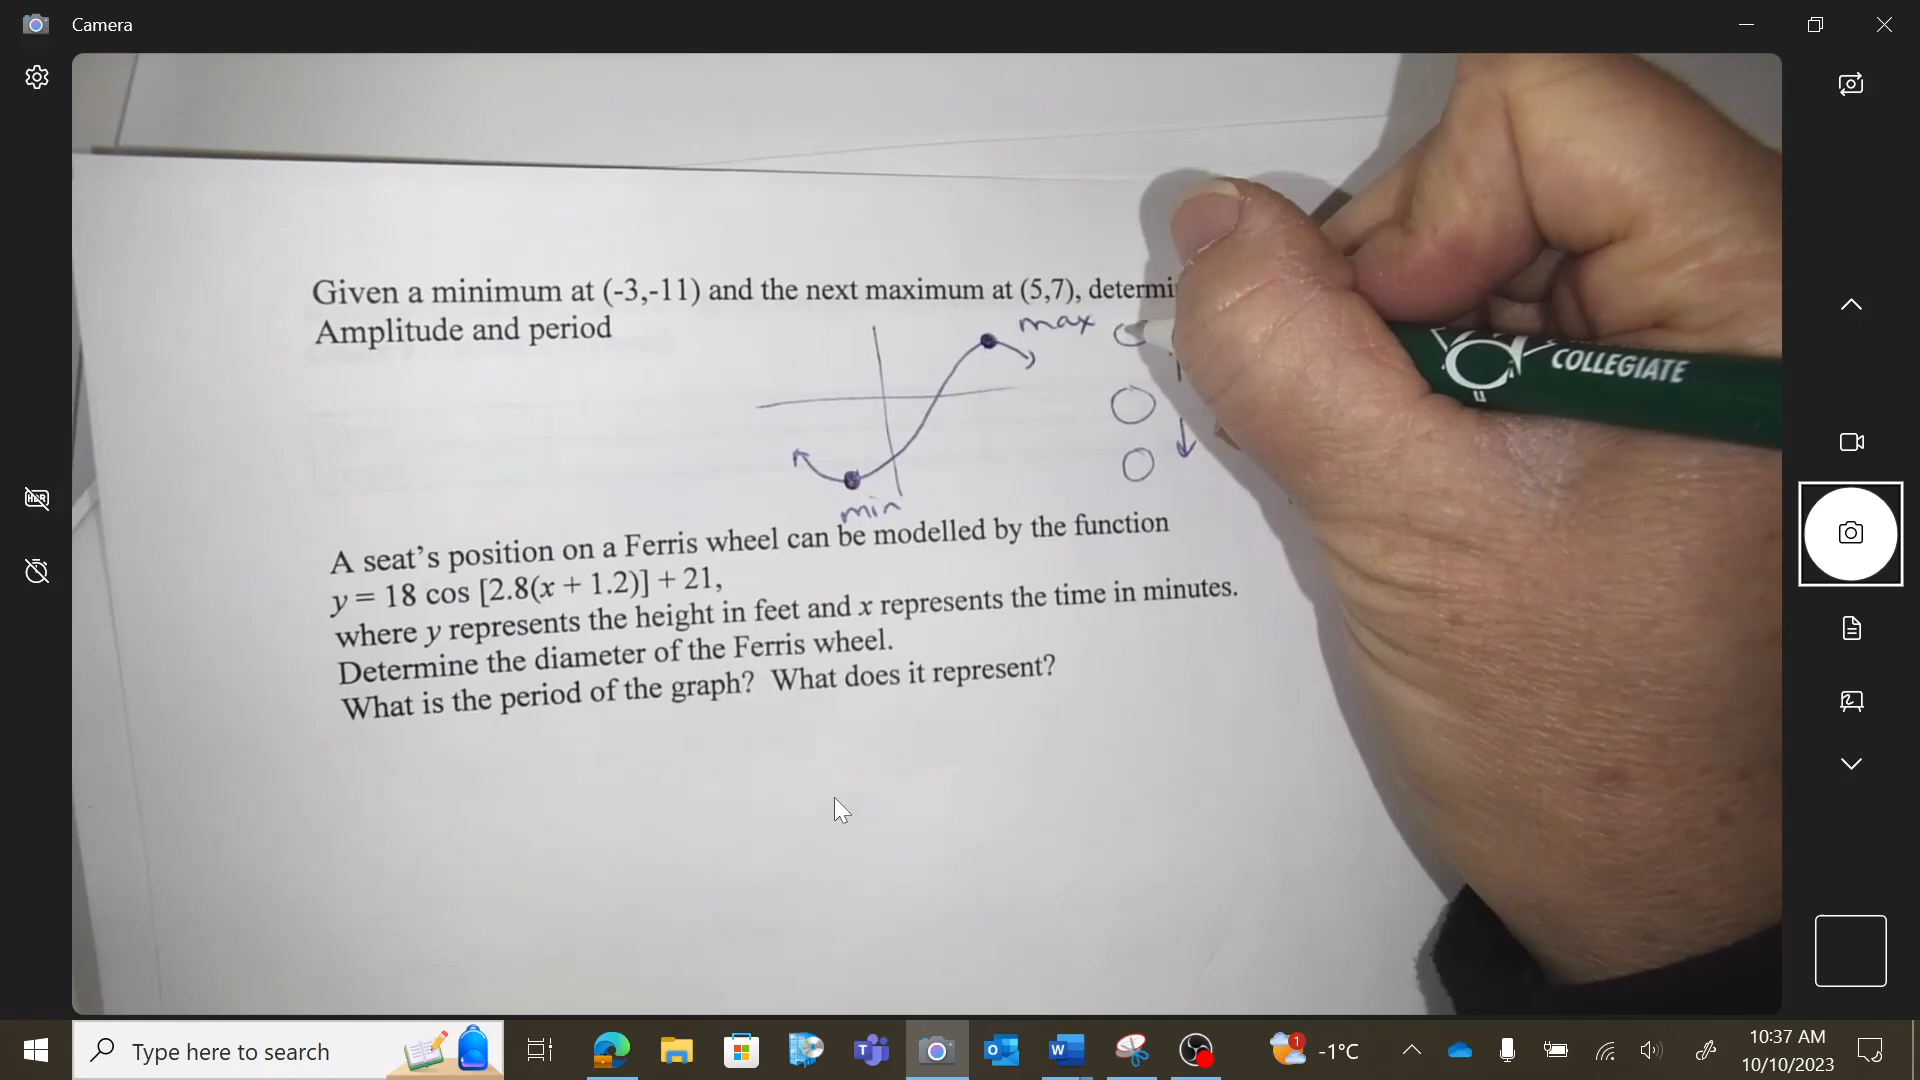 Camera
Given a minimum at (-3,-11) and the next maximum at (5,7),
Amplitude and period
max
min
COLLEGIATE
A seat's position on a Ferris wheel can be modelled by the function
y = 18 cos [2.8(x + 1.2)] + 21,
where y represents the height in feet and x represents the time in minutes.
Determine the diameter of the Ferris wheel.
What is the period of the graph? What does it represent?
Type here to search
1
-1°C
10:37 AM
10/10/2023